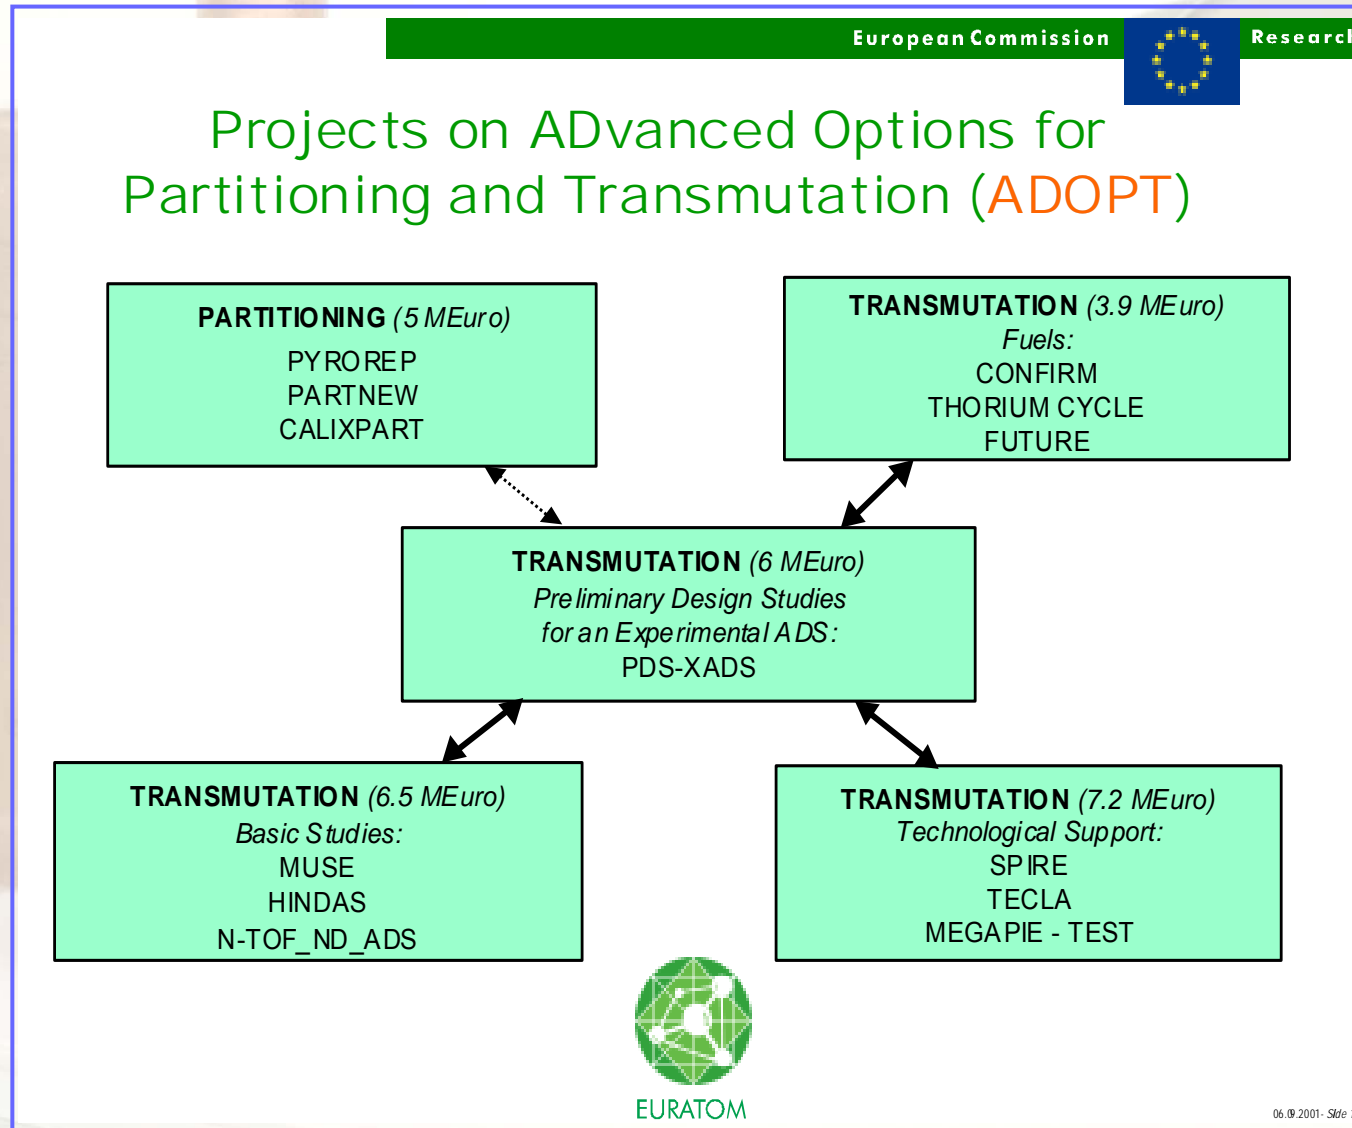 European Commission Research
Projects on ADvanced Options for
Partitioning and Transmutation (ADOPT)
PARTITIONING (5 MEuro)
PYROREP
PARTNEW
CALIXPART
TRANSMUTATION (3.9 MEuro)
Fuels:
CONFIRM
THORIUM CYCLE
FUTURE
TRANSMUTATION (6 MEuro)
Preliminary Design Studies
for an Experimental ADS:
PDS-XADS
TRANSMUTATION (6.5 MEuro)
Basic Studies:
MUSE
HINDAS
N-TOF_ND_ADS
TRANSMUTATION (7.2 MEuro)
Technological Support:
SPIRE
TECLA
MEGAPIE - TEST
EURATOM
06.09.2001- Slide